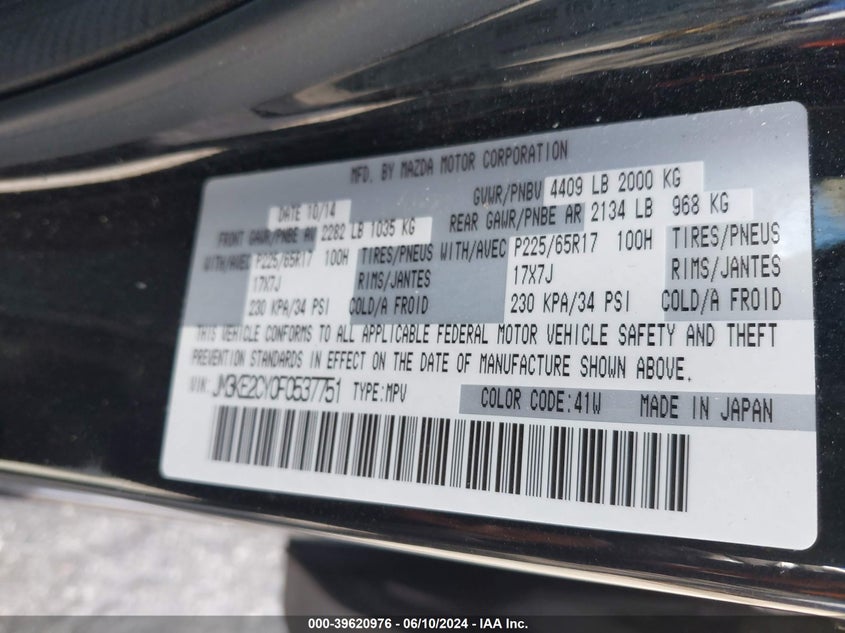 MFD. BY MAZDA MOTOR CORPORATION
DATE 10/14 GVWR/PNBV 4409 LB 2000 KG
FRONT GAWR/PNBE AV 2282 LB 1035 KG REAR GAWR/PNBE AR 2134 LB 968 KG
WITH/AVEC P225/65R17 100H TIRES/PNEUS WITH/AVEC P225/65R17 100H TIRES/PNEUS
17X7J RIMS/JANTES 17X7J RIMS/JANTES
230 KPA/34 PSI COLD/A FROID 230 KPA/34 PSI COLD/A FROID
THIS VEHICLE CONFORMS TO ALL APPLICABLE FEDERAL MOTOR VEHICLE SAFETY AND THEFT
PREVENTION STANDARDS IN EFFECT ON THE DATE OF MANUFACTURE SHOWN ABOVE.
VIN: JM3KE2CY0F0537751 TYPE:MPV COLOR CODE:41W MADE IN JAPAN
000-39620976 - 06/10/2024 - IAA Inc.